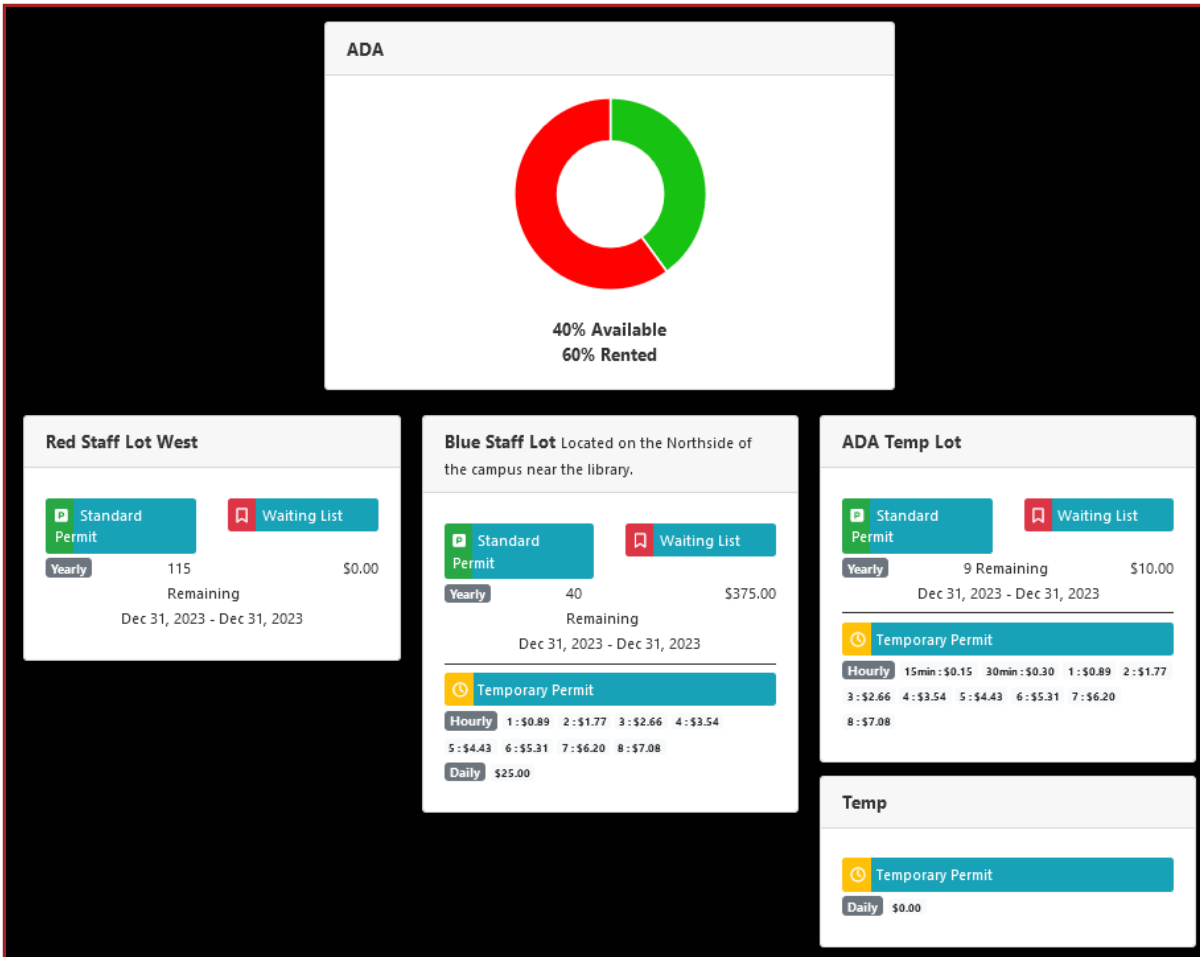 ADA
40% Available
60% Rented
Red Staff Lot West
Standard
Permit
Waiting List
Yearly 115 $0.00
Remaining
Dec 31, 2023 - Dec 31, 2023
Blue Staff Lot Located on the Northside of
the campus near the library.
Standard
Permit
Waiting List
Yearly 40 $375.00
Remaining
Dec 31, 2023 - Dec 31, 2023
Temporary Permit
Hourly 1 : $0.89 2 : $1.77 3 : $2.66 4 : $3.54
5 : $4.43 6 : $5.31 7 : $6.20 8 : $7.08
Daily $25.00
ADA Temp Lot
Standard
Permit
Waiting List
Yearly 9 Remaining $10.00
Dec 31, 2023 - Dec 31, 2023
Temporary Permit
Hourly 15min : $0.15 30min : $0.30 1 : $0.89 2 : $1.77
3 : $2.66 4 : $3.54 5 : $4.43 6 : $5.31 7 : $6.20
8 : $7.08
Temp
Temporary Permit
Daily $0.00